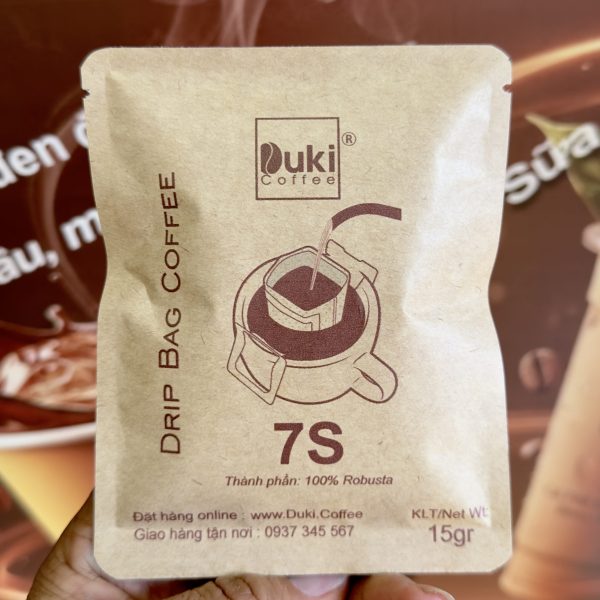 đen
Sữa
Duki®
Coffee
DRIP BAG COFFEE
7S
Thành phần: 100% Robusta
Đặt hàng online : www.Duki.Coffee
Giao hàng tận nơi : 0937 345 567
KLT/Net Wt
15gr